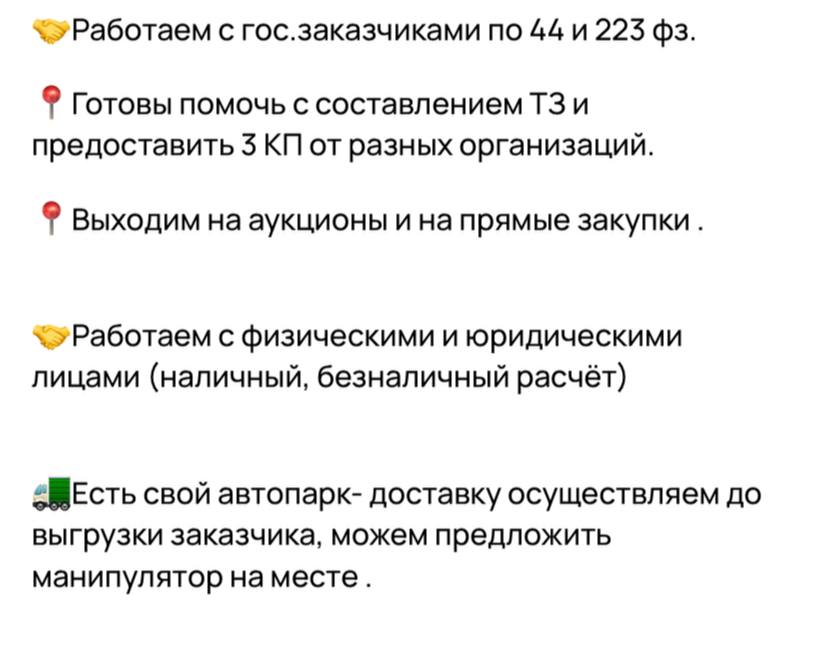 🤝Работаем с гос.заказчиками по 44 и 223 фз.
📍Готовы помочь с составлением ТЗ и
предоставить 3 КП от разных организаций.
📍Выходим на аукционы и на прямые закупки .
🤝Работаем с физическими и юридическими
лицами (наличный, безналичный расчёт)
🚛Есть свой автопарк- доставку осуществляем до
выгрузки заказчика, можем предложить
манипулятор на месте .